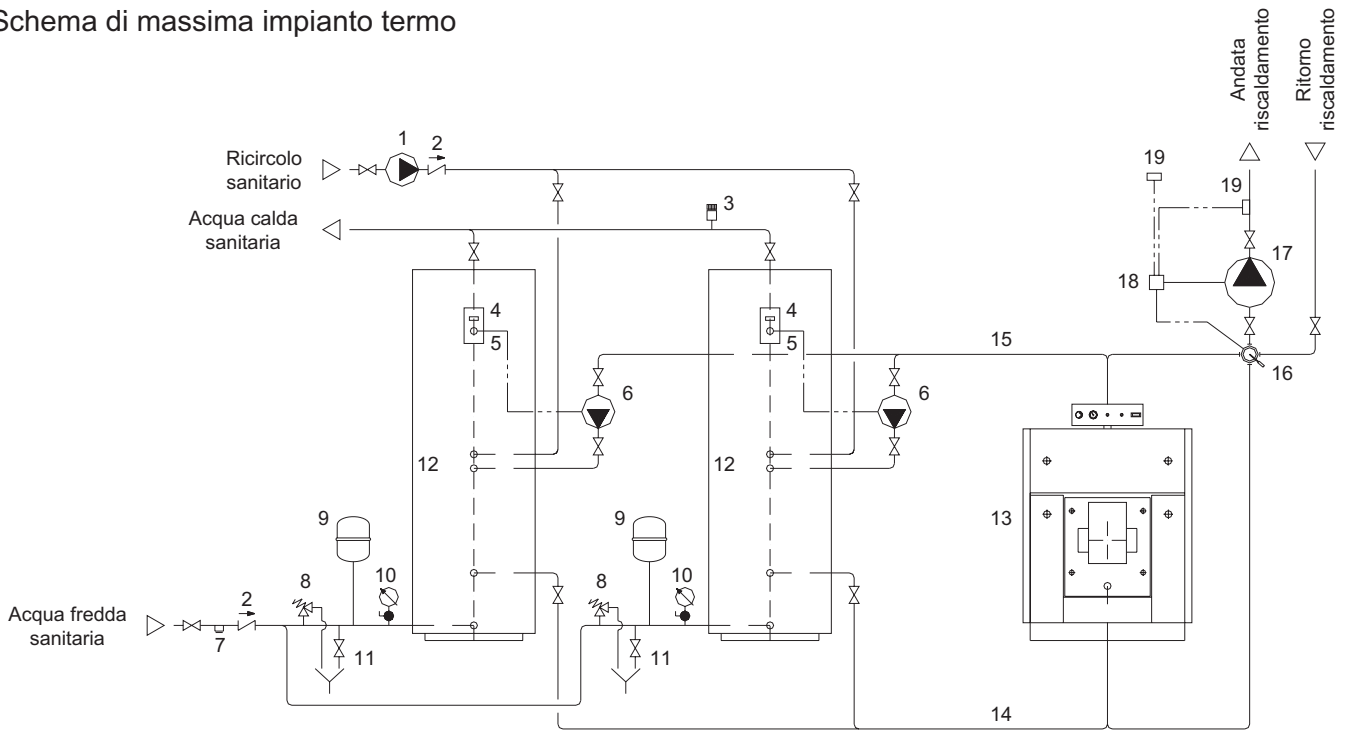 Schema di massima impianto termo
Andata
riscaldamento
Ritorno
riscaldamento
1
2
Ricircolo
sanitario
19
3
19
Acqua calda
sanitaria
17
18
4
4
5
5
15
16
6
6
12
12
13
9
9
8
10
8
10
2
Acqua fredda
sanitaria
7
11
11
14